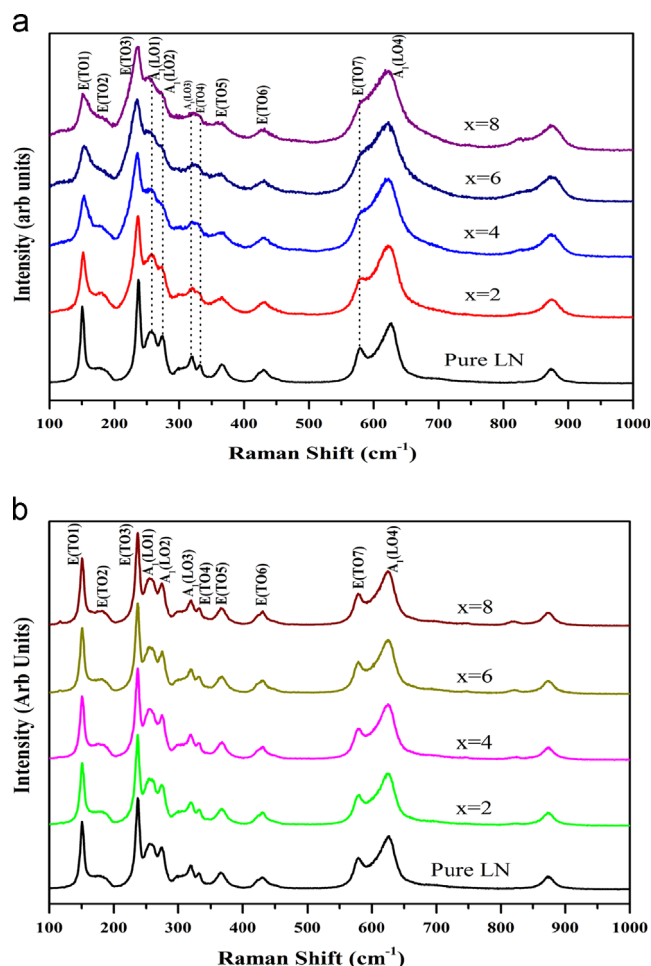 a
E(TO1)
E(TO2)
E(TO3)
A1(LO1)
A1(LO2)
A1(LO3)
E(TO4)
E(TO5)
E(TO6)
E(TO7)
A1(LO4)
x=8
x=6
x=4
x=2
Pure LN
Intensity (arb units)
100 200 300 400 500 600 700 800 900 1000
Raman Shift (cm-1)
b
E(TO1)
E(TO2)
E(TO3)
A1(LO1)
A1(LO2)
A1(LO3)
E(TO4)
E(TO5)
E(TO6)
E(TO7)
A1(LO4)
x=8
x=6
x=4
x=2
Pure LN
Intensity (Arb Units)
100 200 300 400 500 600 700 800 900 1000
Raman Shift (cm-1)